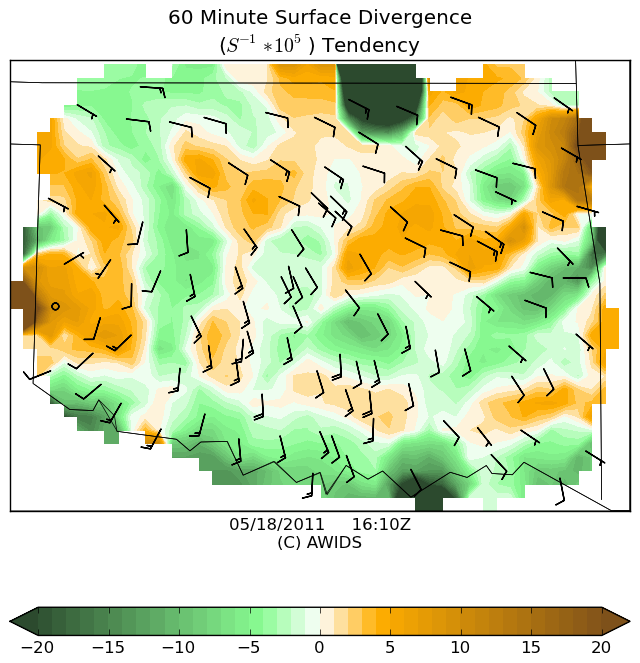 60 Minute Surface Divergence
(S⁻¹ *10⁵ ) Tendency
05/18/2011 16:10Z
(C) AWIDS
−20 −15 −10 −5 0 5 10 15 20